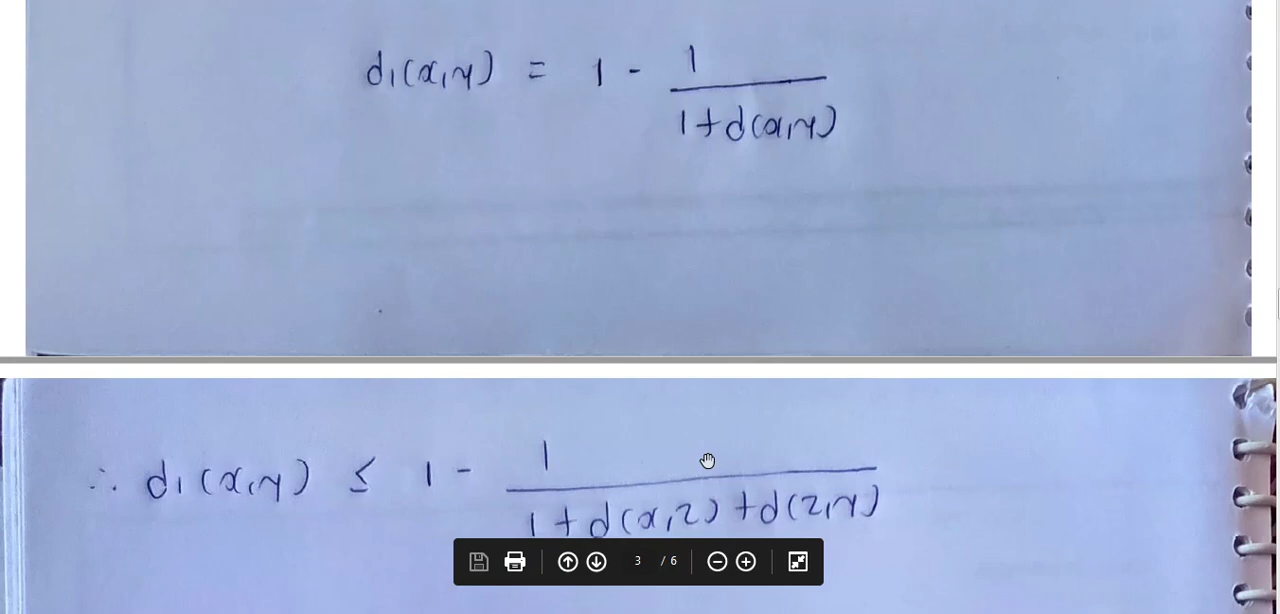 d₁(x,y) = 1 - 1/(1+d(x,y))
∴ d₁(x,y) ≤ 1 - 1/(1+d(x,z)+d(z,y))
3 / 6